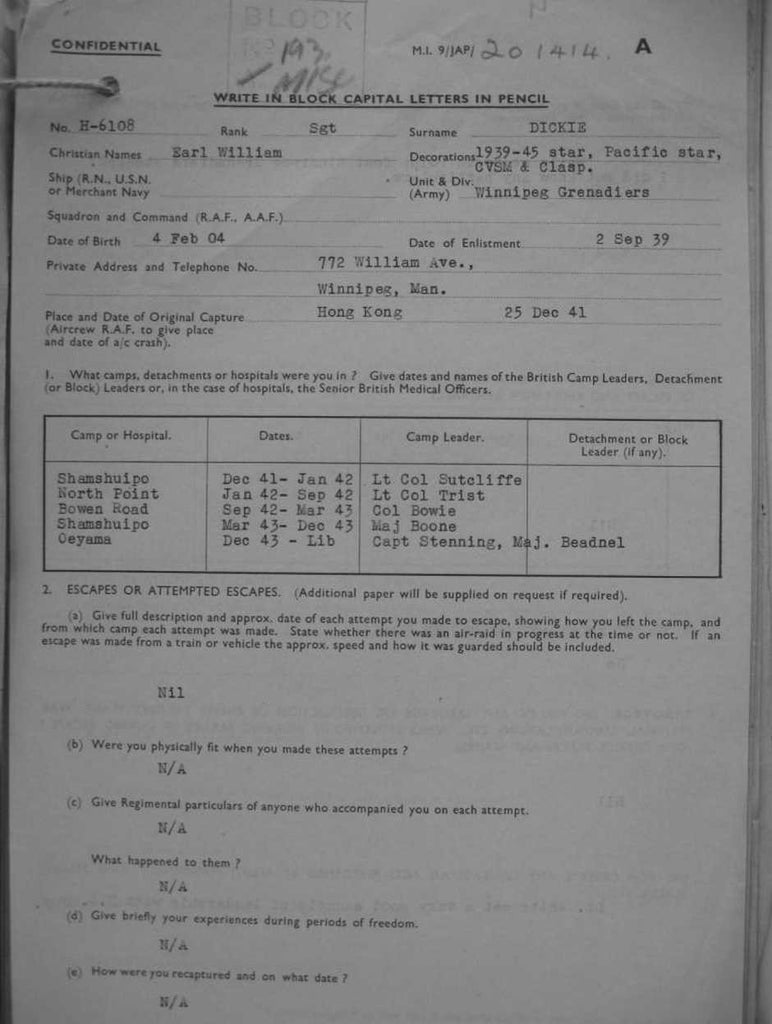 BLOCK
CONFIDENTIAL
193
M.I. 9/JAP/ 201414. A
WRITE IN BLOCK CAPITAL LETTERS IN PENCIL
No. H-6108 Rank Sgt Surname DICKIE
Christian Names Earl William Decorations 1939-45 star, Pacific star,
CVSM & Clasp.
Ship (R.N., U.S.N. Unit & Div.
or Merchant Navy (Army) Winnipeg Grenadiers
Squadron and Command (R.A.F., A.A.F.)
Date of Birth 4 Feb 04 Date of Enlistment 2 Sep 39
Private Address and Telephone No. 772 William Ave.,
Winnipeg, Man.
Place and Date of Original Capture Hong Kong 25 Dec 41
(Aircrew R.A.F. to give place
and date of a/c crash).
1. What camps, detachments or hospitals were you in ? Give dates and names of the British Camp Leaders, Detachment
(or Block) Leaders or, in the case of hospitals, the Senior British Medical Officers.
Camp or Hospital. Dates. Camp Leader. Detachment or Block
Leader (if any).
Shamshuipo Dec 41- Jan 42 Lt Col Sutcliffe
North Point Jan 42- Sep 42 Lt Col Trist
Bowen Road Sep 42- Mar 43 Col Bowie
Shamshuipo Mar 43- Dec 43 Maj Boone
Oeyama Dec 43 - Lib Capt Stenning, Maj. Beadnel
2. ESCAPES OR ATTEMPTED ESCAPES. (Additional paper will be supplied on request if required).
(a) Give full description and approx. date of each attempt you made to escape, showing how you left the camp, and
from which camp each attempt was made. State whether there was an air-raid in progress at the time or not. If an
escape was made from a train or vehicle the approx. speed and how it was guarded should be included.
Nil
(b) Were you physically fit when you made these attempts ?
N/A
(c) Give Regimental particulars of anyone who accompanied you on each attempt.
N/A
What happened to them ?
N/A
(d) Give briefly your experiences during periods of freedom.
N/A
(e) How were you recaptured and on what date ?
N/A